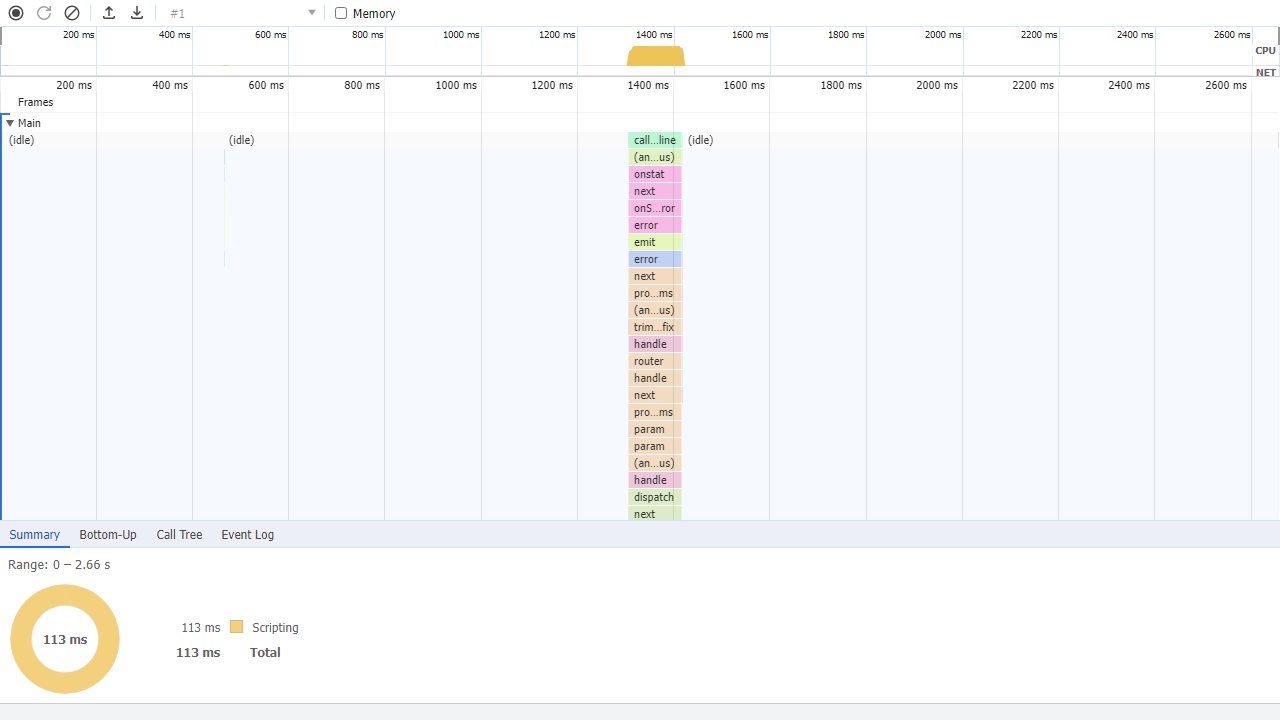 #1 Memory
200 ms 400 ms 600 ms 800 ms 1000 ms 1200 ms 1400 ms 1600 ms 1800 ms 2000 ms 2200 ms 2400 ms 2600 ms
CPU
NET
200 ms 400 ms 600 ms 800 ms 1000 ms 1200 ms 1400 ms 1600 ms 1800 ms 2000 ms 2200 ms 2400 ms 2600 ms
Frames
Main
(idle) (idle) call...line (idle)
(an...us)
onstat
next
onS...ror
error
emit
error
next
pro...ms
(an...us)
trim...fix
handle
router
handle
next
pro...ms
param
param
(an...us)
handle
dispatch
next
Summary Bottom-Up Call Tree Event Log
Range: 0 – 2.66 s
113 ms Scripting
113 ms
113 ms Total